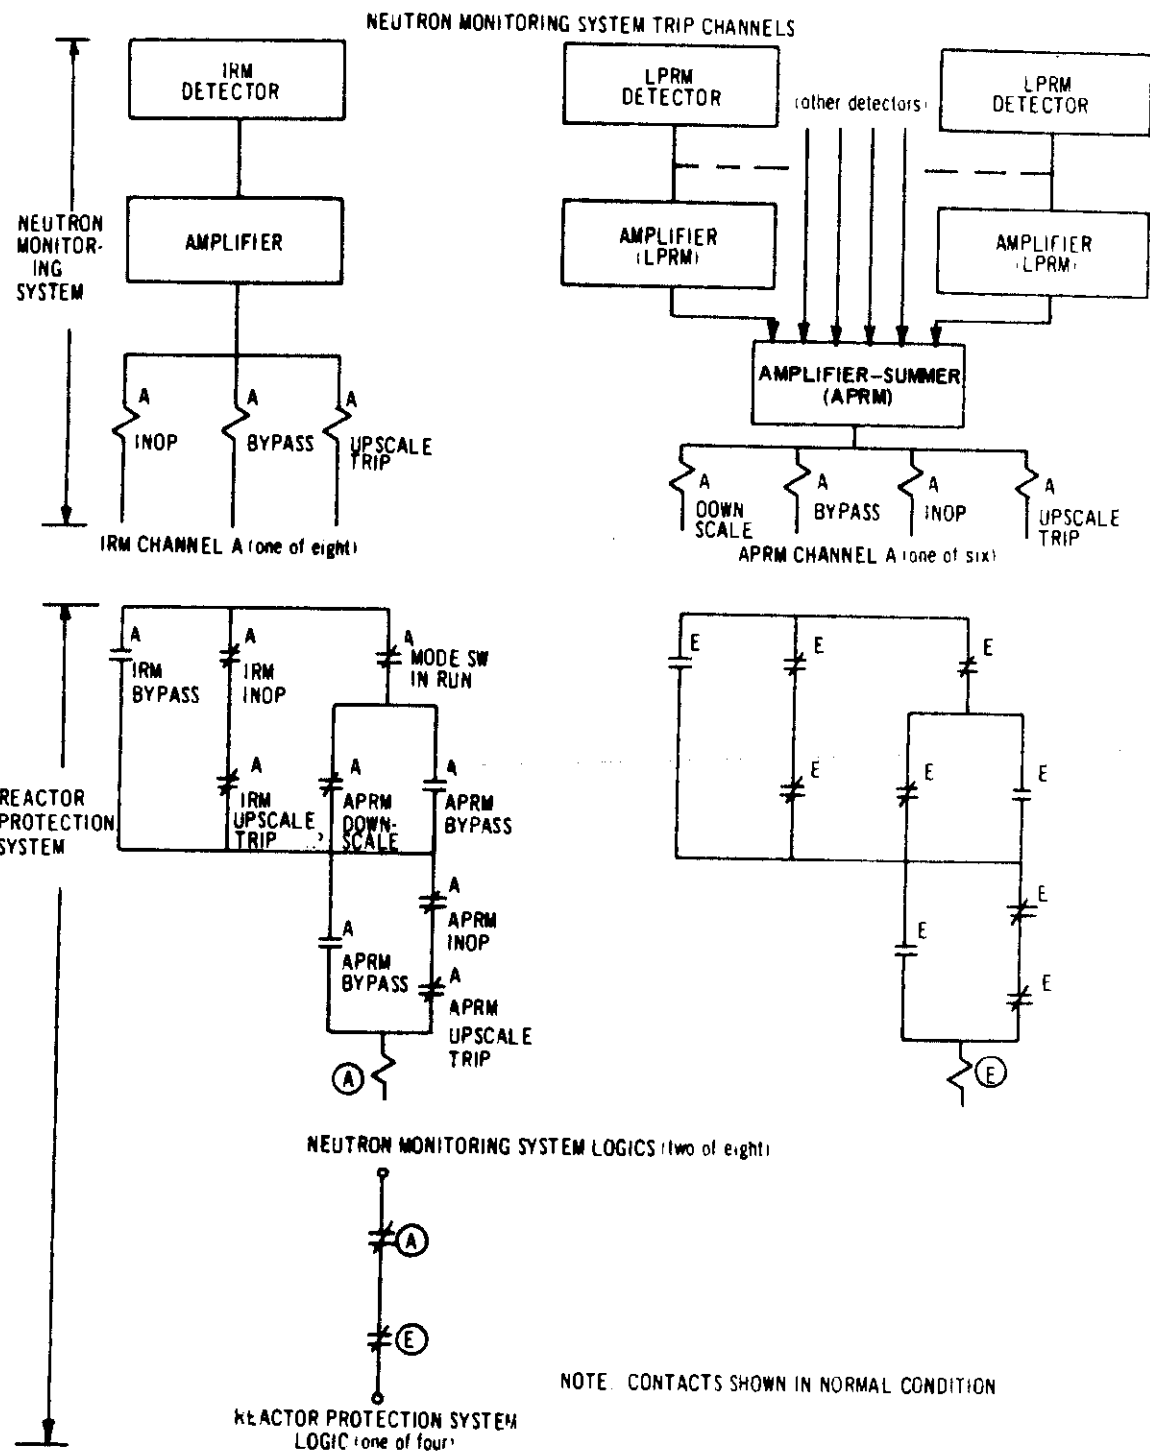 NEUTRON MONITORING SYSTEM TRIP CHANNELS
IRM
DETECTOR
LPRM
DETECTOR
(other detectors)
LPRM
DETECTOR
NEUTRON
MONITOR-
ING
SYSTEM
AMPLIFIER
AMPLIFIER
(LPRM)
AMPLIFIER
(LPRM)
AMPLIFIER-SUMMER
(APRM)
A
INOP
A
BYPASS
A
UPSCALE
TRIP
A
DOWN
SCALE
A
BYPASS
A
INOP
A
UPSCALE
TRIP
IRM CHANNEL A (one of eight)
APRM CHANNEL A (one of six)
REACTOR
PROTECTION
SYSTEM
A
IRM
BYPASS
A
IRM
INOP
A
MODE SW
IN RUN
A
IRM
UPSCALE
TRIP
A
APRM
DOWN-
SCALE
A
APRM
BYPASS
A
APRM
BYPASS
A
APRM
INOP
A
APRM
UPSCALE
TRIP
A
E
E
E
E
E
E
E
E
E
E
NEUTRON MONITORING SYSTEM LOGICS (two of eight)
A
E
REACTOR PROTECTION SYSTEM
LOGIC (one of four)
NOTE. CONTACTS SHOWN IN NORMAL CONDITION